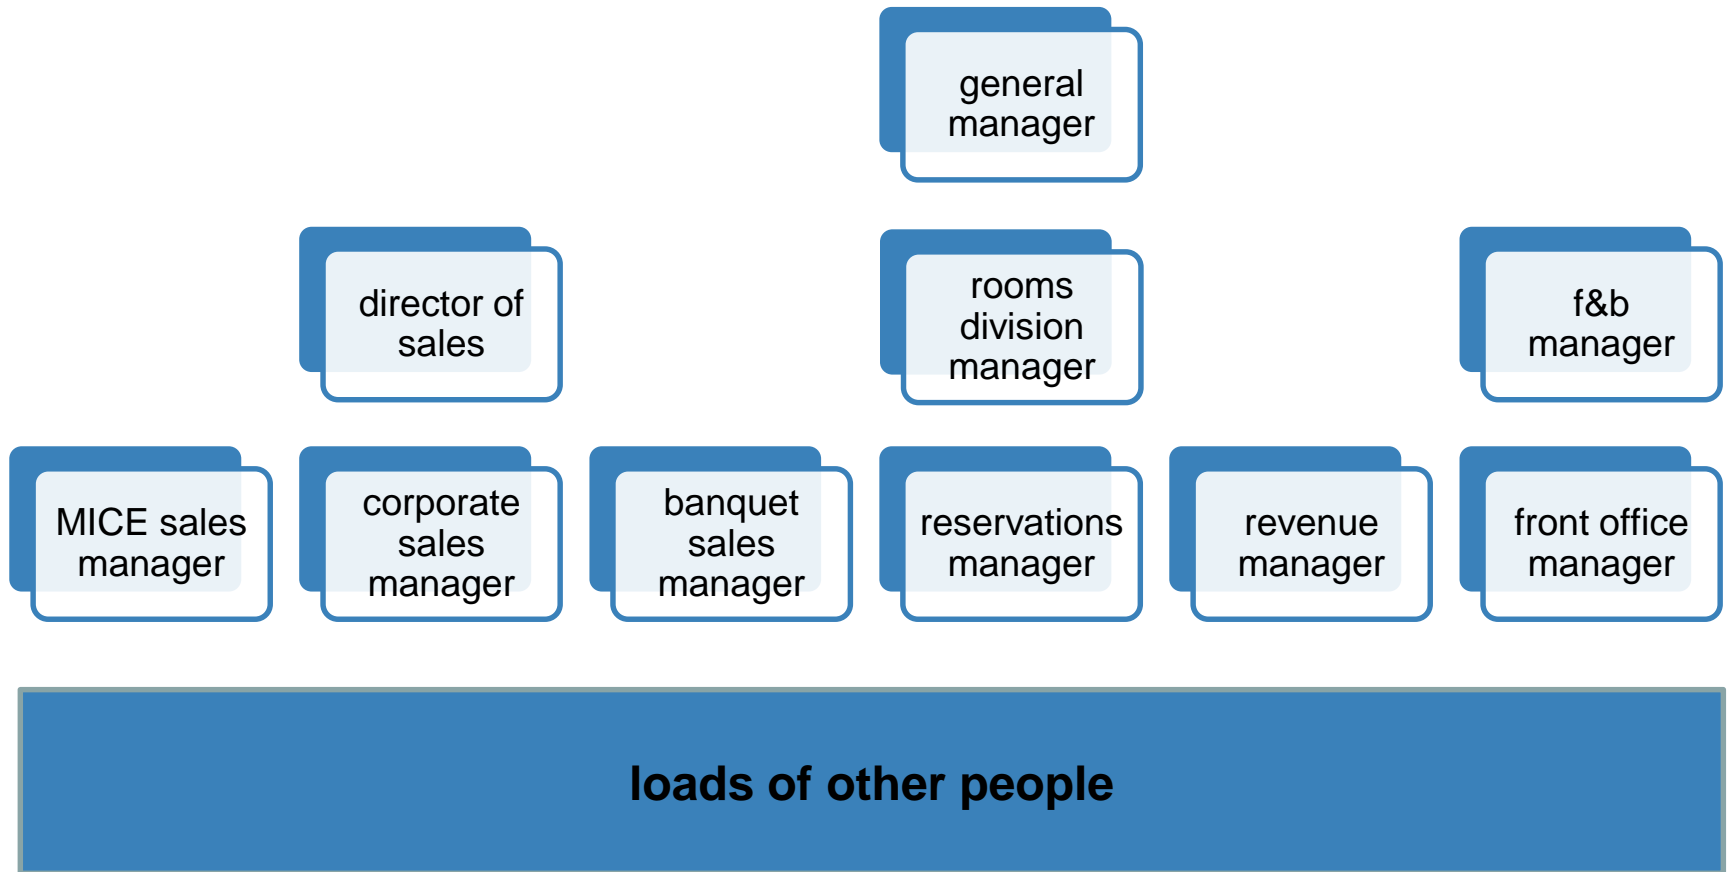 general
manager
director of
sales
rooms
division
manager
f&b
manager
MICE sales
manager
corporate
sales
manager
banquet
sales
manager
reservations
manager
revenue
manager
front office
manager
loads of other people